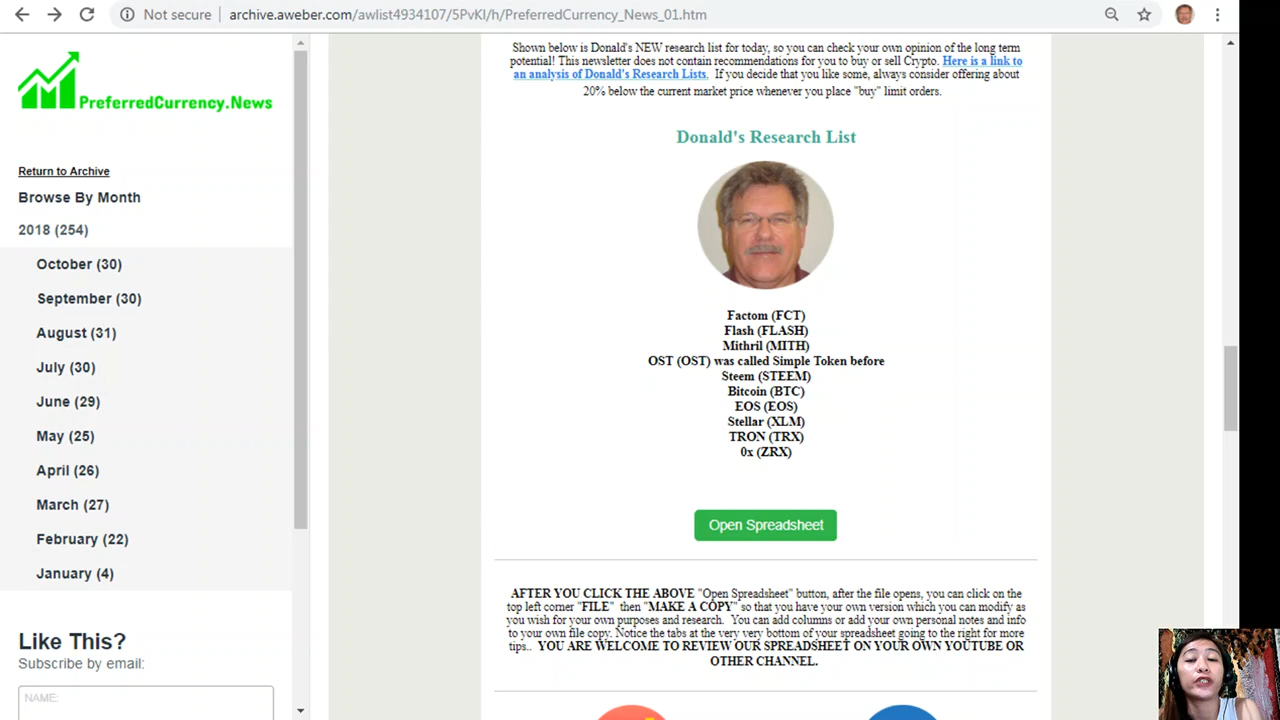 Not secure | archive.aweber.com/awlist4934107/5PvKI/h/PreferredCurrency_News_01.htm
PreferredCurrency.News
Return to Archive
Browse By Month
2018 (254)
October (30)
September (30)
August (31)
July (30)
June (29)
May (25)
April (26)
March (27)
February (22)
January (4)
Like This?
Subscribe by email:
NAME:
Shown below is Donald's NEW research list for today, so you can check your own opinion of the long term
potential! This newsletter does not contain recommendations for you to buy or sell Crypto. Here is a link to
an analysis of Donald's Research Lists. If you decide that you like some, always consider offering about
20% below the current market price whenever you place "buy" limit orders.
Donald's Research List
Factom (FCT)
Flash (FLASH)
Mithril (MITH)
OST (OST) was called Simple Token before
Steem (STEEM)
Bitcoin (BTC)
EOS (EOS)
Stellar (XLM)
TRON (TRX)
0x (ZRX)
Open Spreadsheet
AFTER YOU CLICK THE ABOVE "Open Spreadsheet" button, after the file opens, you can click on the
top left corner "FILE" then "MAKE A COPY" so that you have your own version which you can modify as
you wish for your own purposes and research. You can add columns or add your own personal notes and info
to your own file copy. Notice the tabs at the very very bottom of your spreadsheet going to the right for more
tips.. YOU ARE WELCOME TO REVIEW OUR SPREADSHEET ON YOUR OWN YOUTUBE OR
OTHER CHANNEL.